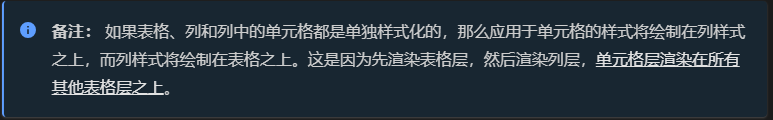 备注： 如果表格、列和列中的单元格都是单独样式化的，那么应用于单元格的样式将绘制在列样式
之上，而列样式将绘制在表格之上。这是因为先渲染表格层，然后渲染列层，单元格层渲染在所有
其他表格层之上。